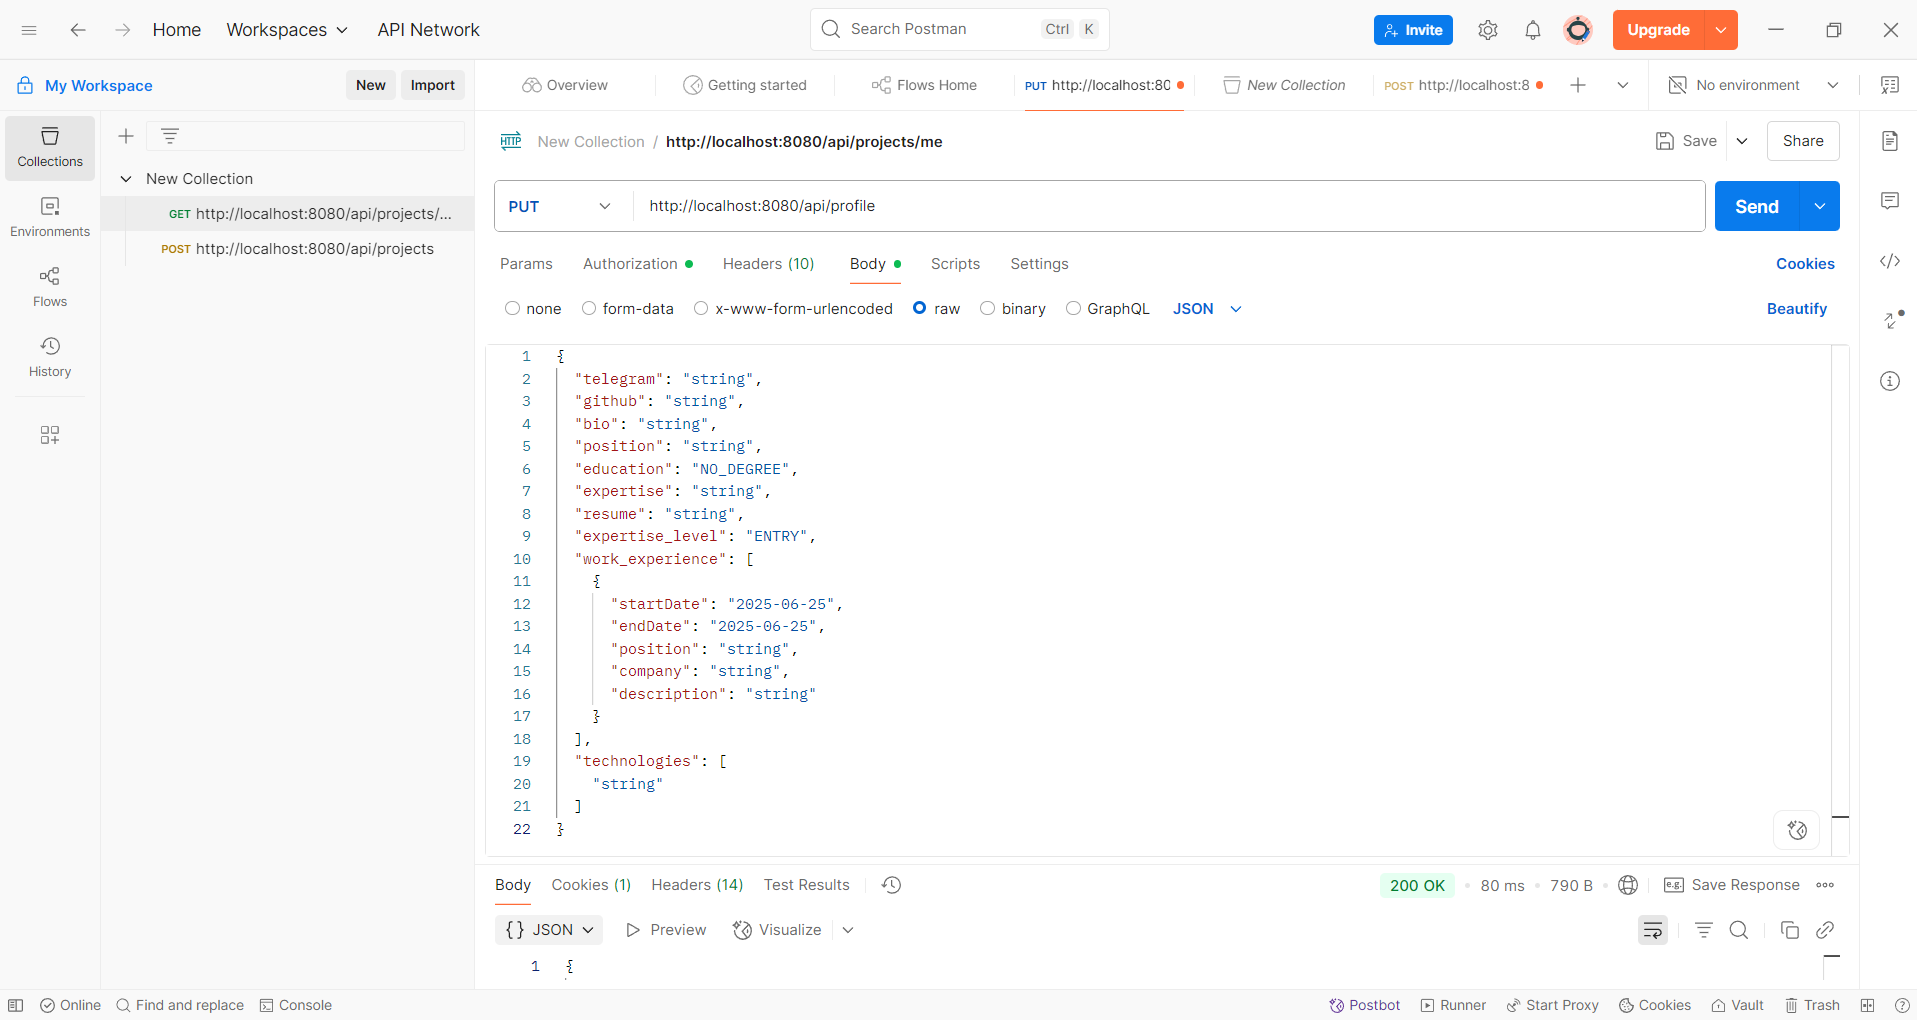 Home Workspaces API Network Search Postman Ctrl K Invite Upgrade
My Workspace New Import Overview Getting started Flows Home PUT http://localhost:80 New Collection POST http://localhost:8 No environment
Collections
Environments
Flows
History
New Collection
GET http://localhost:8080/api/projects/...
POST http://localhost:8080/api/projects
HTTP New Collection / http://localhost:8080/api/projects/me Save Share
PUT http://localhost:8080/api/profile Send
Params Authorization Headers (10) Body Scripts Settings Cookies
none form-data x-www-form-urlencoded raw binary GraphQL JSON Beautify
1 {
2 "telegram": "string",
3 "github": "string",
4 "bio": "string",
5 "position": "string",
6 "education": "NO_DEGREE",
7 "expertise": "string",
8 "resume": "string",
9 "expertise_level": "ENTRY",
10 "work_experience": [
11 {
12 "startDate": "2025-06-25",
13 "endDate": "2025-06-25",
14 "position": "string",
15 "company": "string",
16 "description": "string"
17 }
18 ],
19 "technologies": [
20 "string"
21 ]
22 }
Body Cookies (1) Headers (14) Test Results 200 OK 80 ms 790 B e.g. Save Response
{} JSON Preview Visualize
1 {
Online Find and replace Console Postbot Runner Start Proxy Cookies Vault Trash